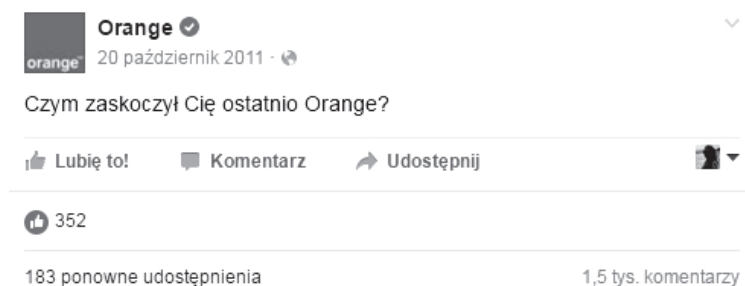 Orange
orange™
20 październik 2011 ·
Czym zaskoczył Cię ostatnio Orange?
Lubię to! Komentarz Udostępnij
352
183 ponowne udostępnienia 1,5 tys. komentarzy